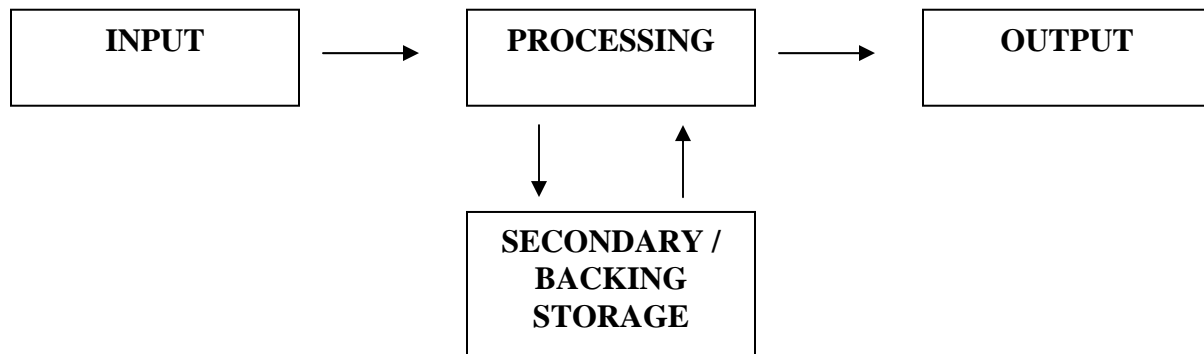 INPUT
PROCESSING
OUTPUT
SECONDARY /
BACKING
STORAGE